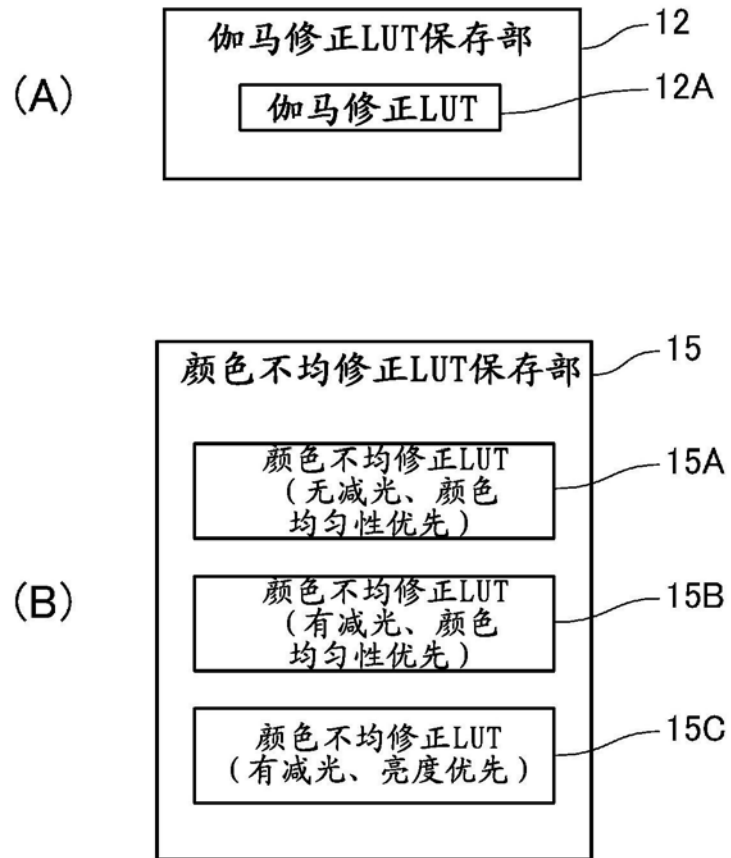 伽马修正LUT保存部
12
(A)
伽马修正LUT
12A
颜色不均修正LUT保存部
15
颜色不均修正LUT
(无减光、颜色
均匀性优先)
15A
(B)
颜色不均修正LUT
(有减光、颜色
均匀性优先)
15B
颜色不均修正LUT
(有减光、亮度优先)
15C